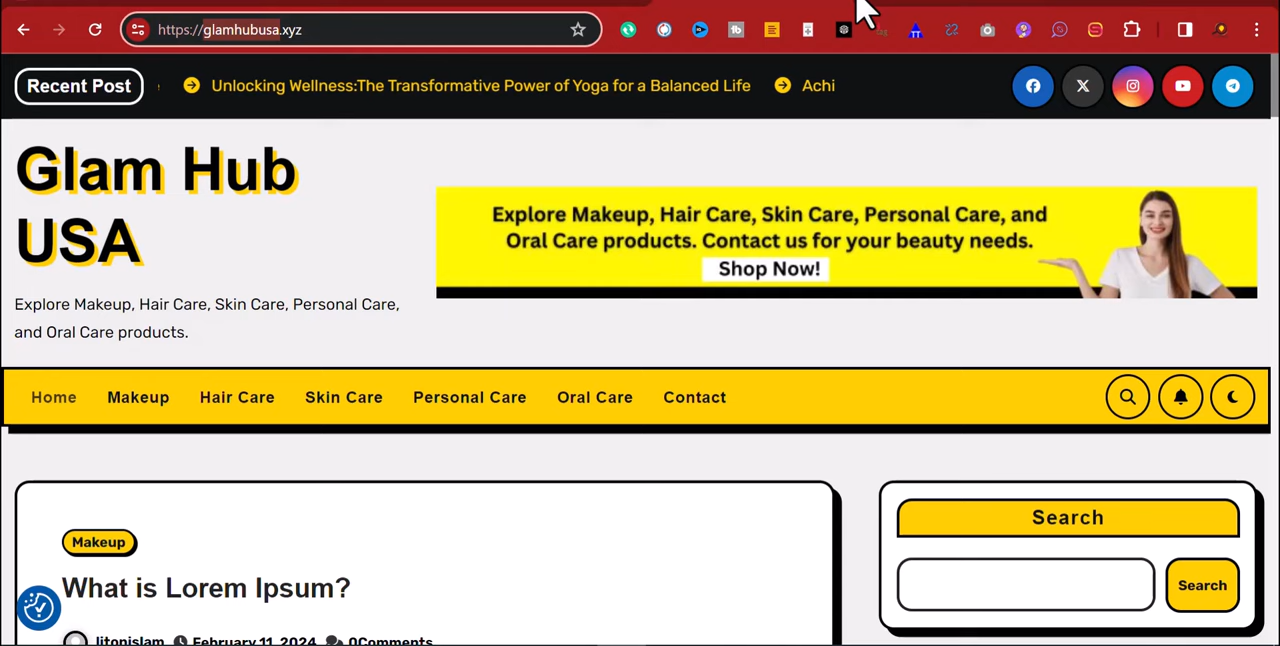 https://glamhubusa.xyz
Recent Post
Unlocking Wellness:The Transformative Power of Yoga for a Balanced Life
Achi
Glam Hub
USA
Explore Makeup, Hair Care, Skin Care, Personal Care,
and Oral Care products.
Explore Makeup, Hair Care, Skin Care, Personal Care, and
Oral Care products. Contact us for your beauty needs.
Shop Now!
Home Makeup Hair Care Skin Care Personal Care Oral Care Contact
Makeup
What is Lorem Ipsum?
litonislam February 11, 2024 0Comments
Search
Search